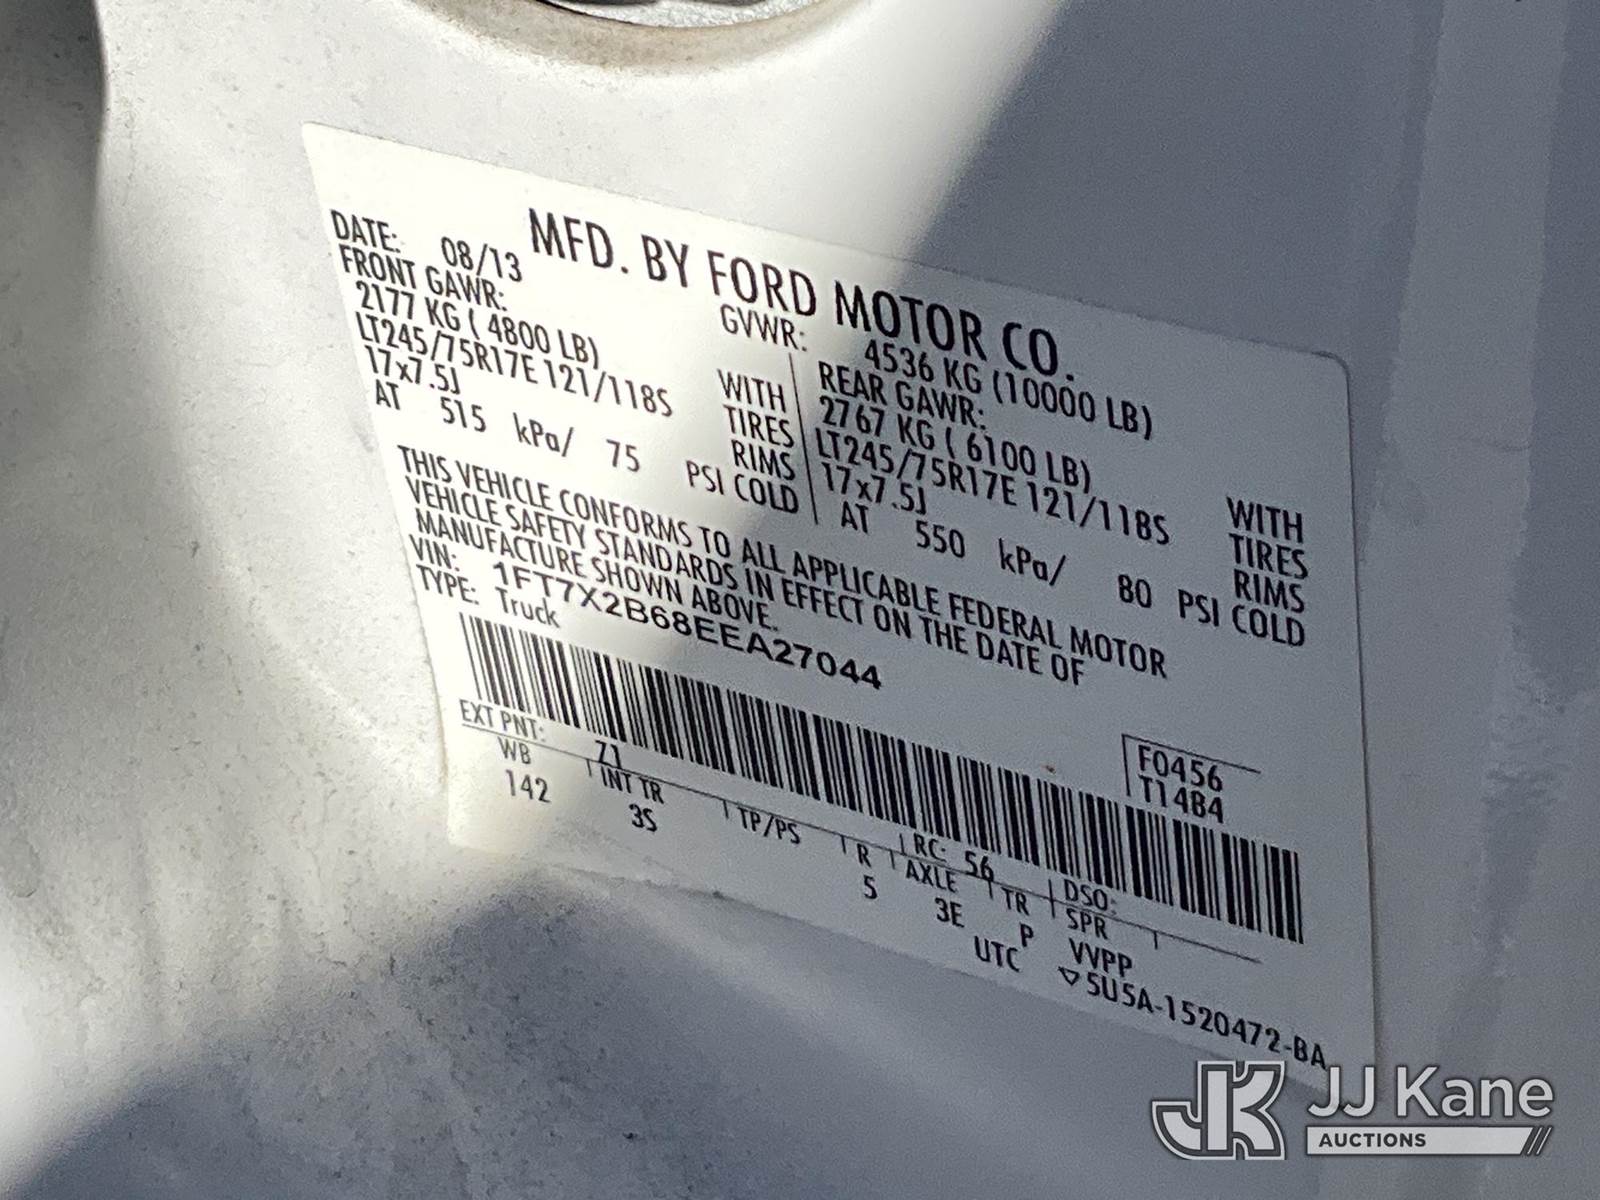 MFD. BY FORD MOTOR CO.
DATE: 08/13 GVWR: 4536 KG (10000 LB)
FRONT GAWR: REAR GAWR:
2177 KG ( 4800 LB) WITH 2767 KG ( 6100 LB) WITH
LT245/75R17E 121/118S TIRES LT245/75R17E 121/118S TIRES
17x7.5J RIMS 17x7.5J RIMS
AT 515 kPa/ 75 PSI COLD AT 550 kPa/ 80 PSI COLD
THIS VEHICLE CONFORMS TO ALL APPLICABLE FEDERAL MOTOR
VEHICLE SAFETY STANDARDS IN EFFECT ON THE DATE OF
MANUFACTURE SHOWN ABOVE.
VIN: 1FT7X2B68EEA27044
TYPE: Truck
F0456
T14B4
EXT PNT: Z1 RC: 56 DSO:
WB INT TR TP/PS R AXLE TR SPR
142 3S 5 3E P VVPP
UTC ▽5U5A-1520472-BA
JK JJ Kane
AUCTIONS